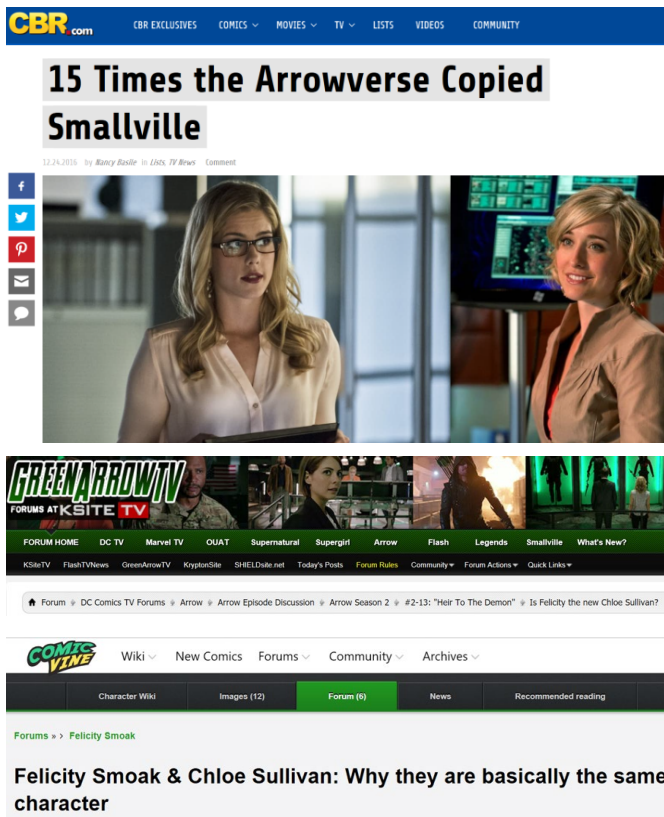 CBR.com CBR EXCLUSIVES COMICS MOVIES TV LISTS VIDEOS COMMUNITY
15 Times the Arrowverse Copied
Smallville
12.24.2016 by Nancy Basile in Lists, TV News Comment
GREENARROWTV
FORUMS AT KSITE TV
FORUM HOME DC TV Marvel TV OUAT Supernatural Supergirl Arrow Flash Legends Smallville What's New?
KSiteTV FlashTVNews GreenArrowTV KryptonSite SHIELDsite.net Today's Posts Forum Rules Community Forum Actions Quick Links
Forum DC Comics TV Forums Arrow Arrow Episode Discussion Arrow Season 2 #2-13: "Heir To The Demon" Is Felicity the new Chloe Sullivan?
COMIC VINE Wiki New Comics Forums Community Archives
Character Wiki Images (12) Forum (6) News Recommended reading
Forums » > Felicity Smoak
Felicity Smoak & Chloe Sullivan: Why they are basically the same
character